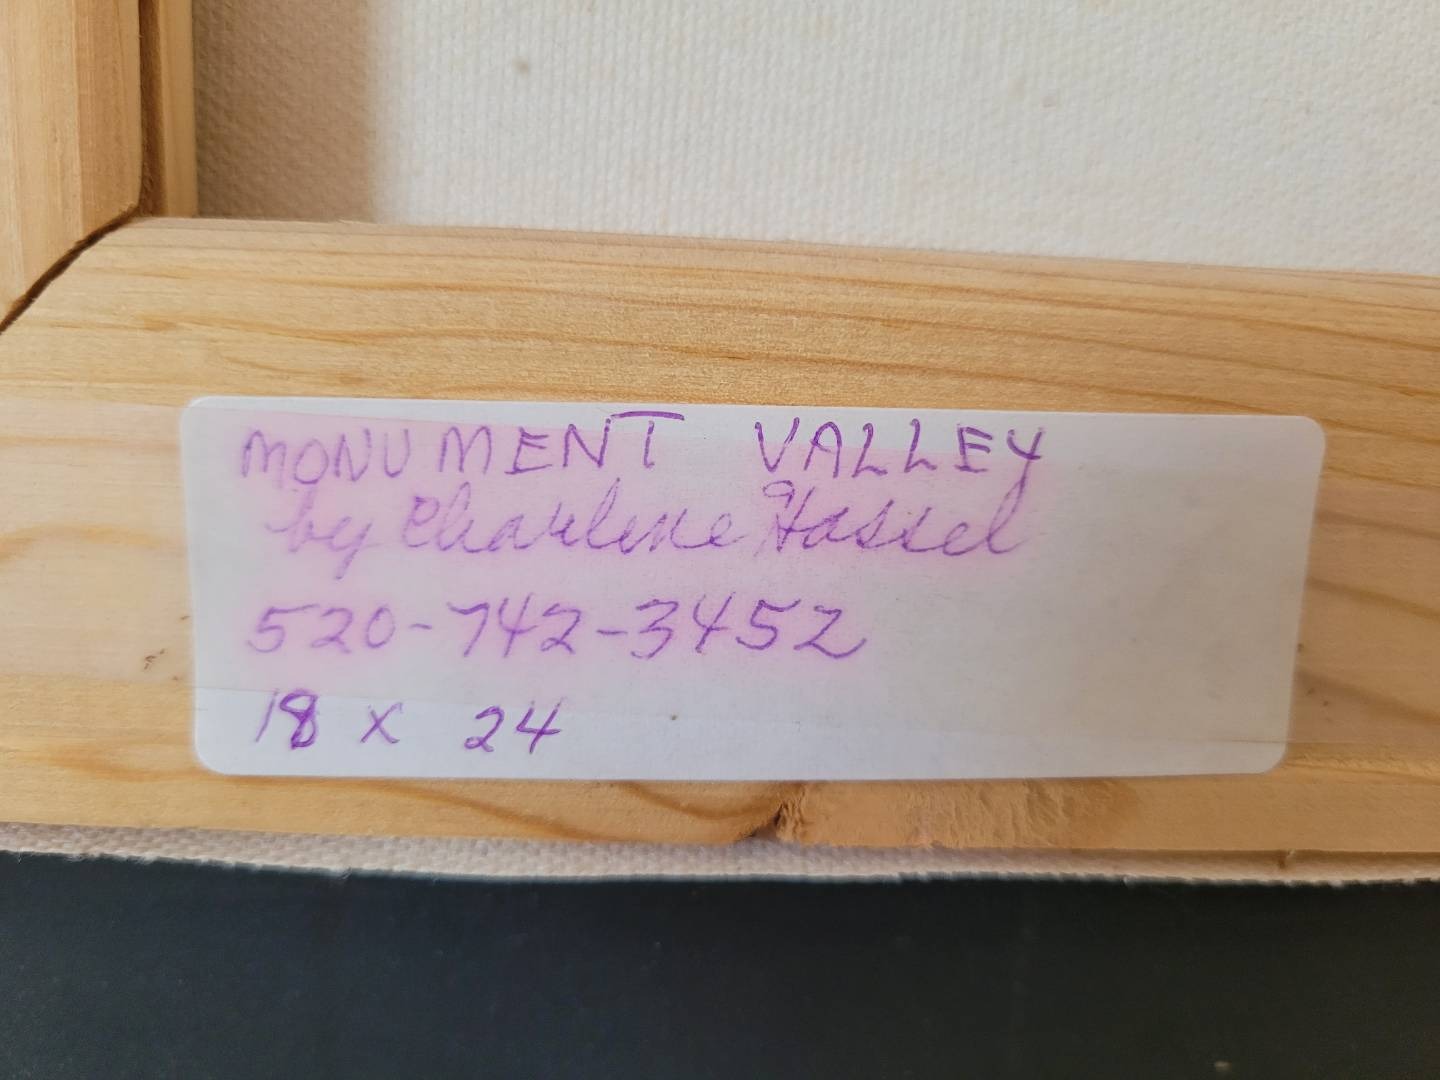 MONUMENT VALLEY
by Charlene Hassel
520-742-3452
18 x 24